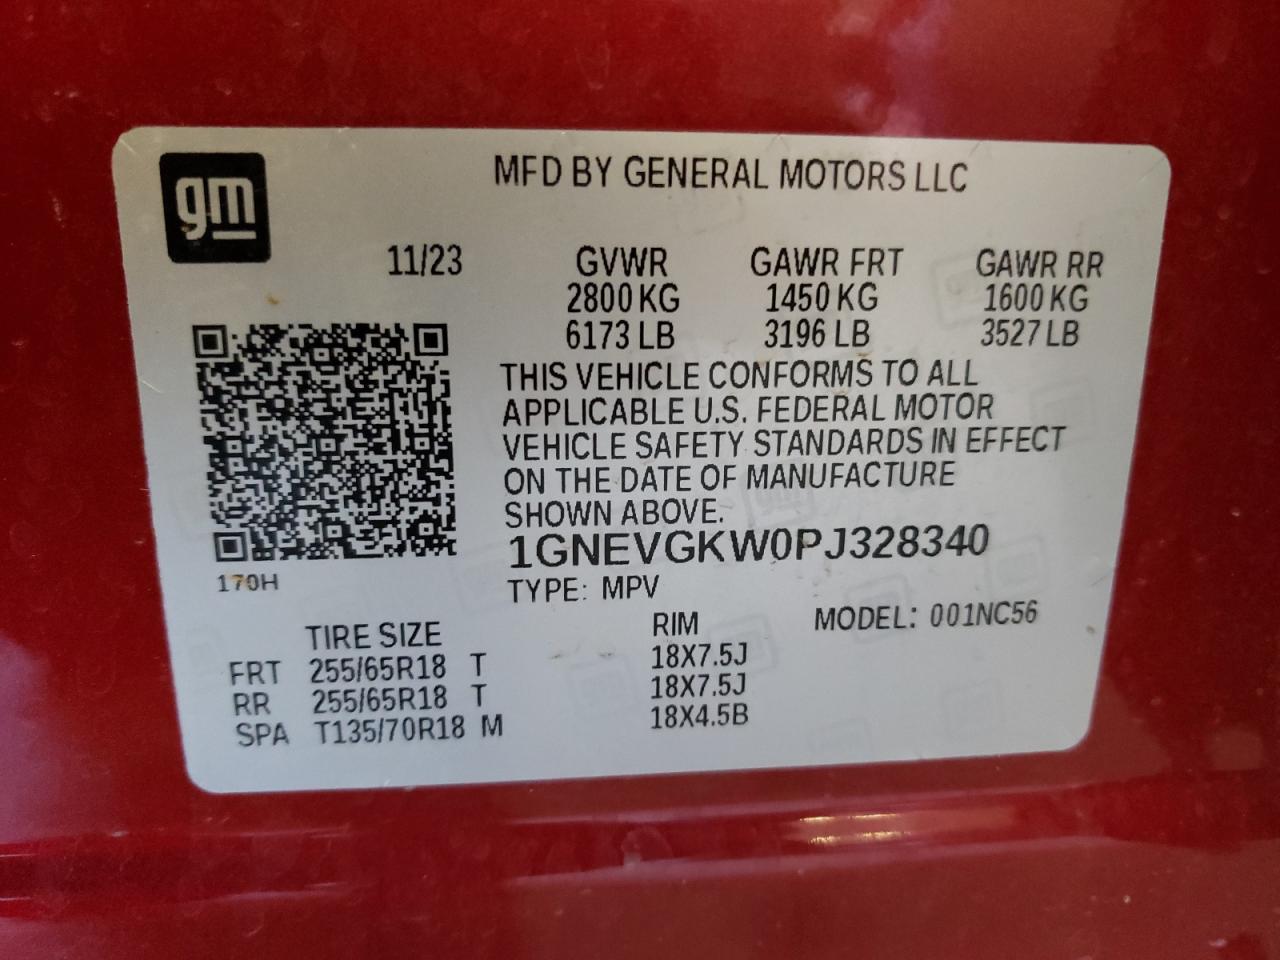 gm
MFD BY GENERAL MOTORS LLC
11/23 GVWR GAWR FRT GAWR RR
2800 KG 1450 KG 1600 KG
6173 LB 3196 LB 3527 LB
THIS VEHICLE CONFORMS TO ALL
APPLICABLE U.S. FEDERAL MOTOR
VEHICLE SAFETY STANDARDS IN EFFECT
ON THE DATE OF MANUFACTURE
SHOWN ABOVE.
1GNEVGKW0PJ328340
170H
TYPE: MPV
MODEL: 001NC56
TIRE SIZE RIM
FRT 255/65R18 T 18X7.5J
RR 255/65R18 T 18X7.5J
SPA T135/70R18 M 18X4.5B